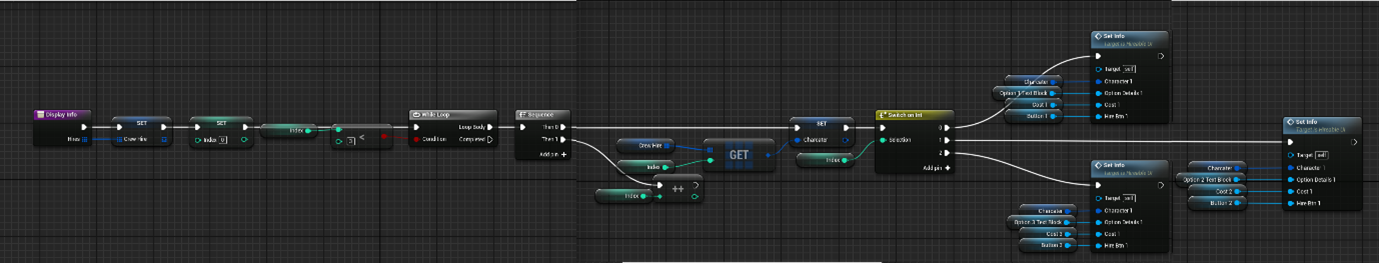 Display Info
Hires
Crew Hire
SET
SET
Index 0
Index
<
3
While Loop
Loop Body
Condition
Completed
Sequence
Then 0
Then 1
Add pin +
Crew Hire
Index
GET
Index
++
SET
Character
Index
Switch on Int
0
Selection
1
2
Add pin +
Set Info
Target is Hireable UI
Target self
Character
Character 1
Option 1 Text Block
Option Details 1
Cost 1
Cost 1
Button 1
Hire Btn 1
Set Info
Target is Hireable UI
Target self
Character
Character 1
Option 3 Text Block
Option Details 1
Cost 3
Cost 1
Button 3
Hire Btn 1
Set Info
Target is Hireable UI
Target self
Character
Character 1
Option 2 Text Block
Option Details 1
Cost 2
Cost 1
Button 2
Hire Btn 1